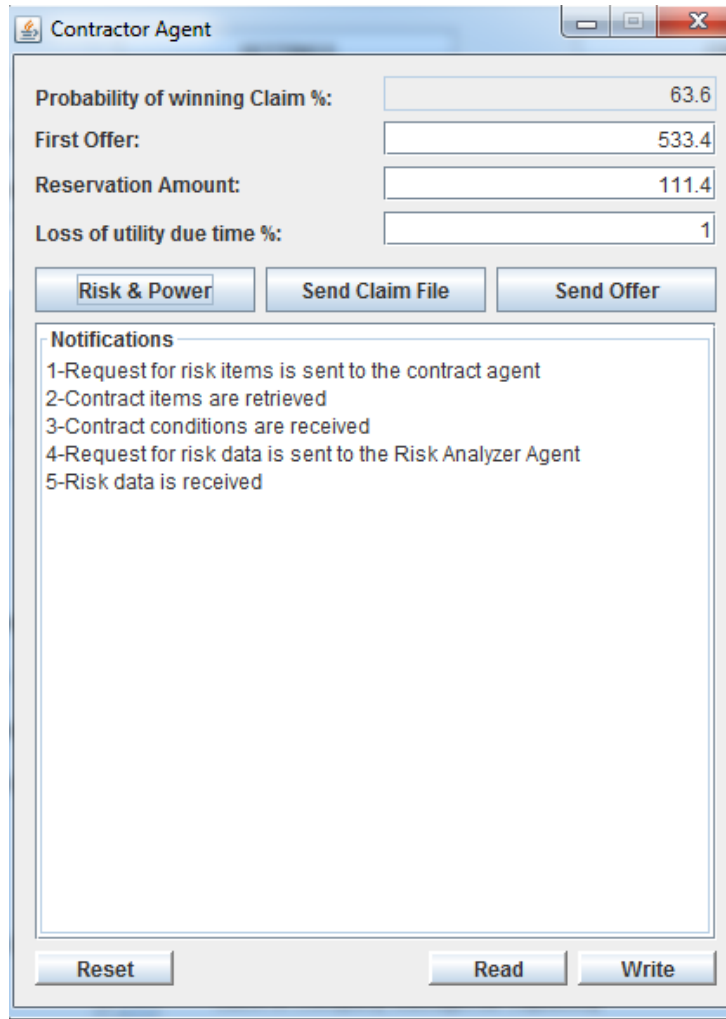 Contractor Agent
Probability of winning Claim %: 63.6
First Offer: 533.4
Reservation Amount: 111.4
Loss of utility due time %: 1
Risk & Power Send Claim File Send Offer
Notifications
1-Request for risk items is sent to the contract agent
2-Contract items are retrieved
3-Contract conditions are received
4-Request for risk data is sent to the Risk Analyzer Agent
5-Risk data is received
Reset Read Write